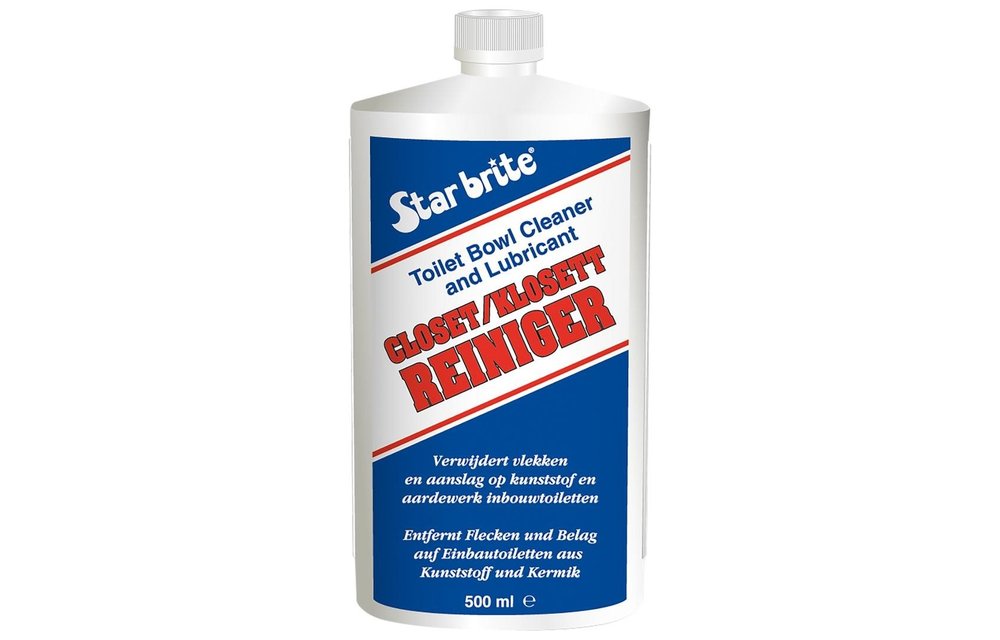 Star brite®
Toilet Bowl Cleaner
and Lubricant
CLOSET/KLOSETT
REINIGER
Verwijdert vlekken
en aanslag op kunststof en
aardewerk inbouwtoiletten
Entfernt Flecken und Belag
auf Einbautoiletten aus
Kunststoff und Kermik
500 ml ℮